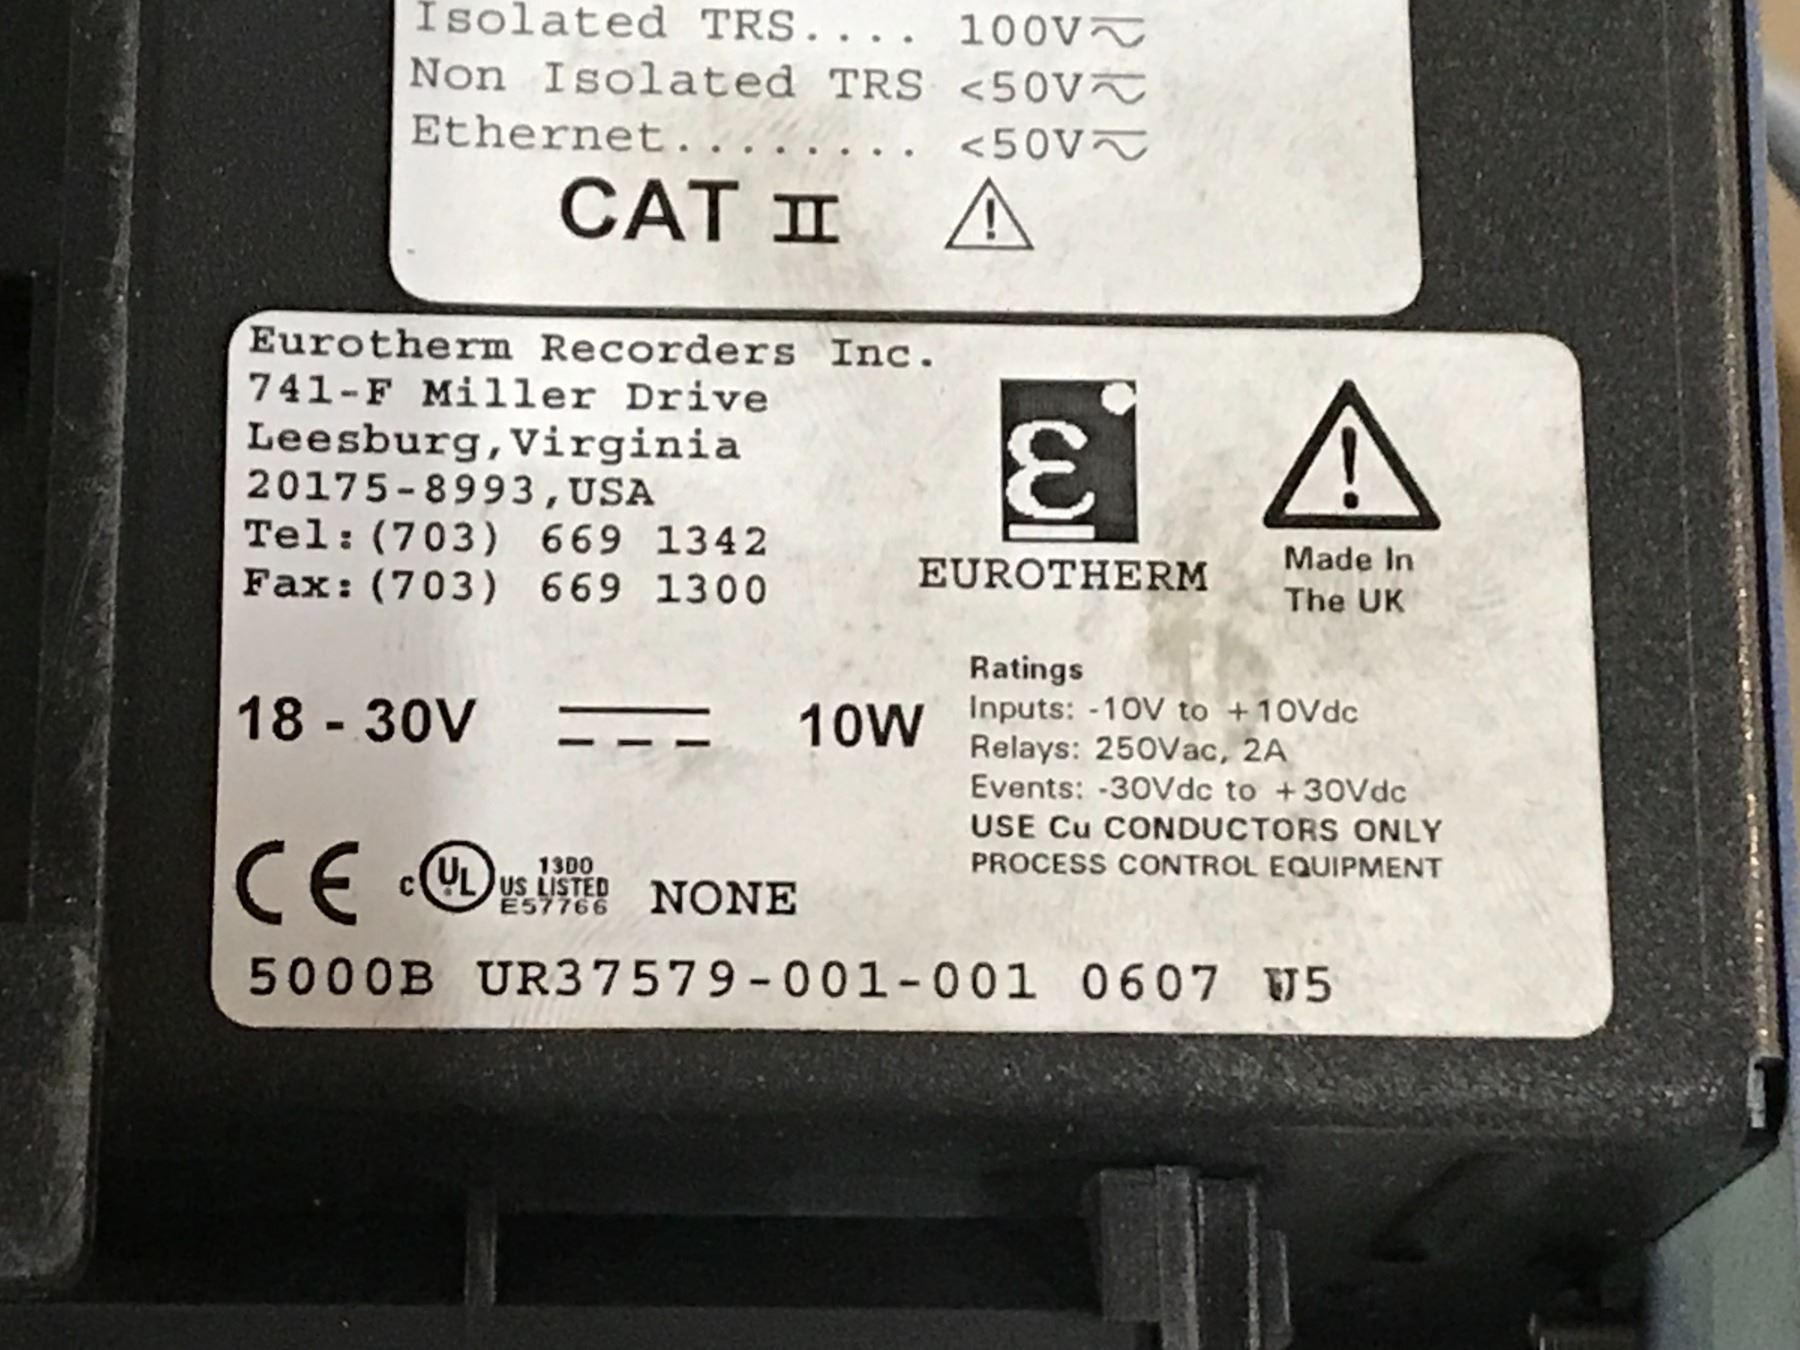 Isolated TRS.... 100V
Non Isolated TRS <50V
Ethernet........ <50V
CAT II
Eurotherm Recorders Inc.
741-F Miller Drive
Leesburg,Virginia
20175-8993,USA
Tel:(703) 669 1342
Fax:(703) 669 1300
ε
EUROTHERM
Made In
The UK
18 - 30V 10W
Ratings
Inputs: -10V to +10Vdc
Relays: 250Vac, 2A
Events: -30Vdc to +30Vdc
USE Cu CONDUCTORS ONLY
PROCESS CONTROL EQUIPMENT
CE
c UL US LISTED
13D0
E57766
NONE
5000B UR37579-001-001 0607 U5